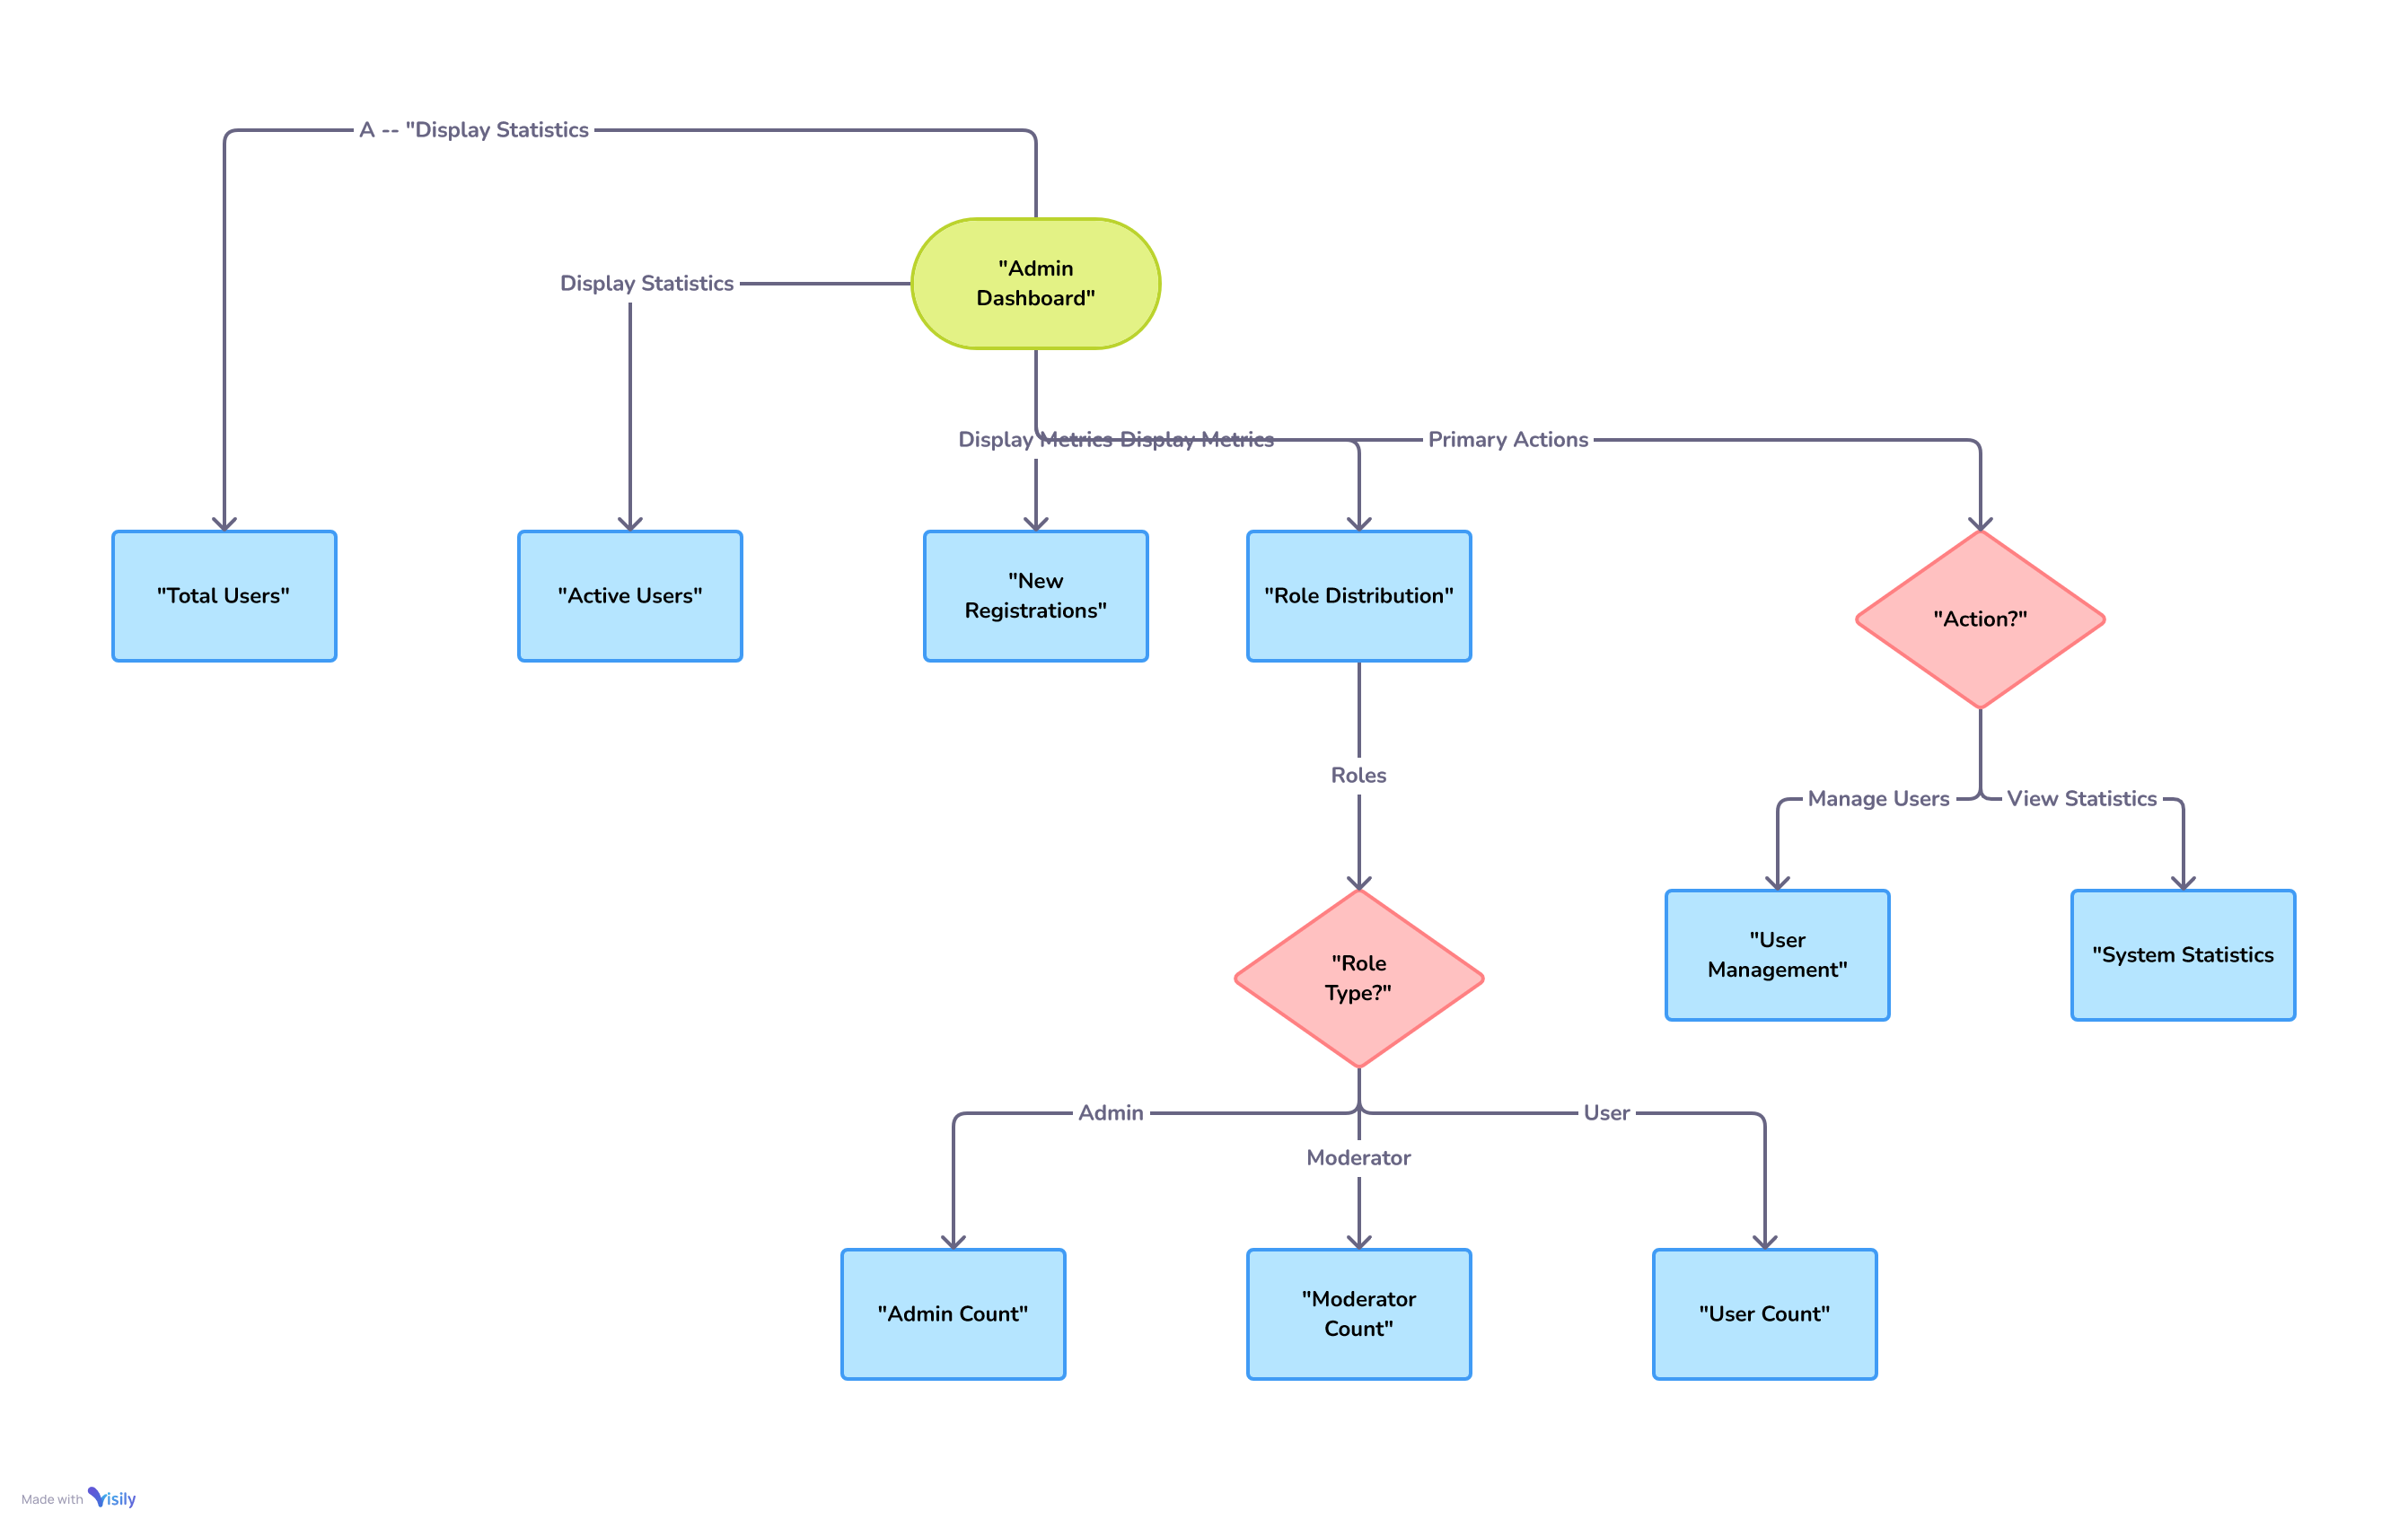 A -- "Display Statistics
"Admin
Dashboard"
Display Statistics
Display Metrics
Display Metrics
Primary Actions
"Total Users"
"Active Users"
"New
Registrations"
"Role Distribution"
"Action?"
Roles
Manage Users
View Statistics
"Role
Type?"
"User
Management"
"System Statistics
Admin
User
Moderator
"Admin Count"
"Moderator
Count"
"User Count"
Made with Visily